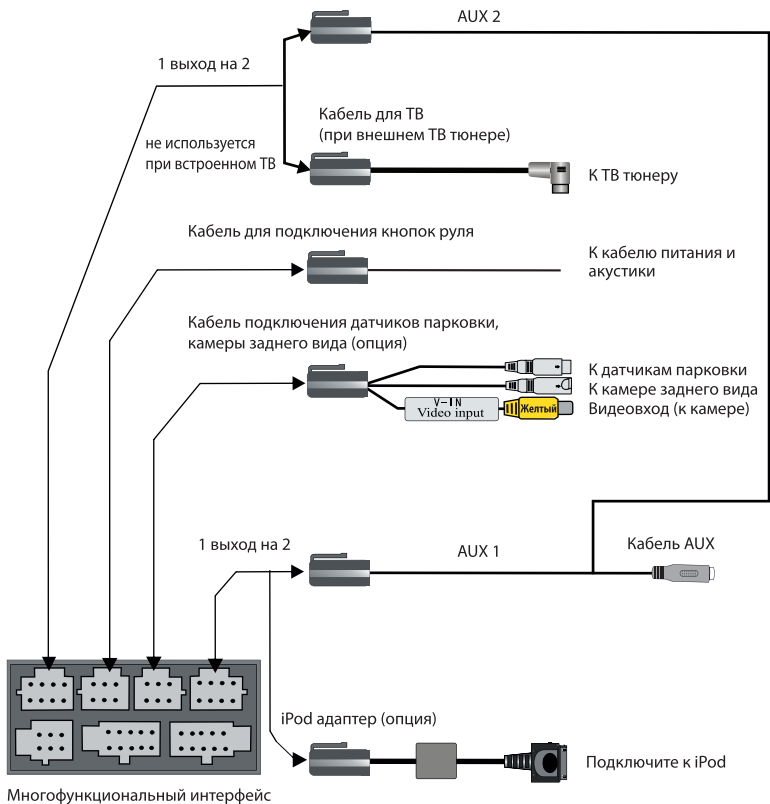 AUX 2
1 выход на 2
Кабель для ТВ
(при внешнем ТВ тюнере)
не используется
при встроенном ТВ
К ТВ тюнеру
Кабель для подключения кнопок руля
К кабелю питания и
акустики
Кабель подключения датчиков парковки,
камеры заднего вида (опция)
К датчикам парковки
К камере заднего вида
V-IN
Video input
Желтый
Видеовход (к камере)
1 выход на 2
AUX 1
Кабель AUX
iPod адаптер (опция)
Подключите к iPod
Многофункциональный интерфейс